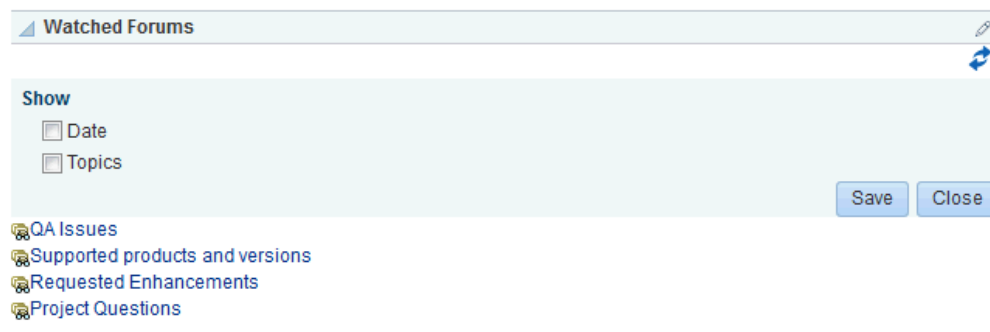 Watched Forums
Show
Date
Topics
Save Close
QA Issues
Supported products and versions
Requested Enhancements
Project Questions